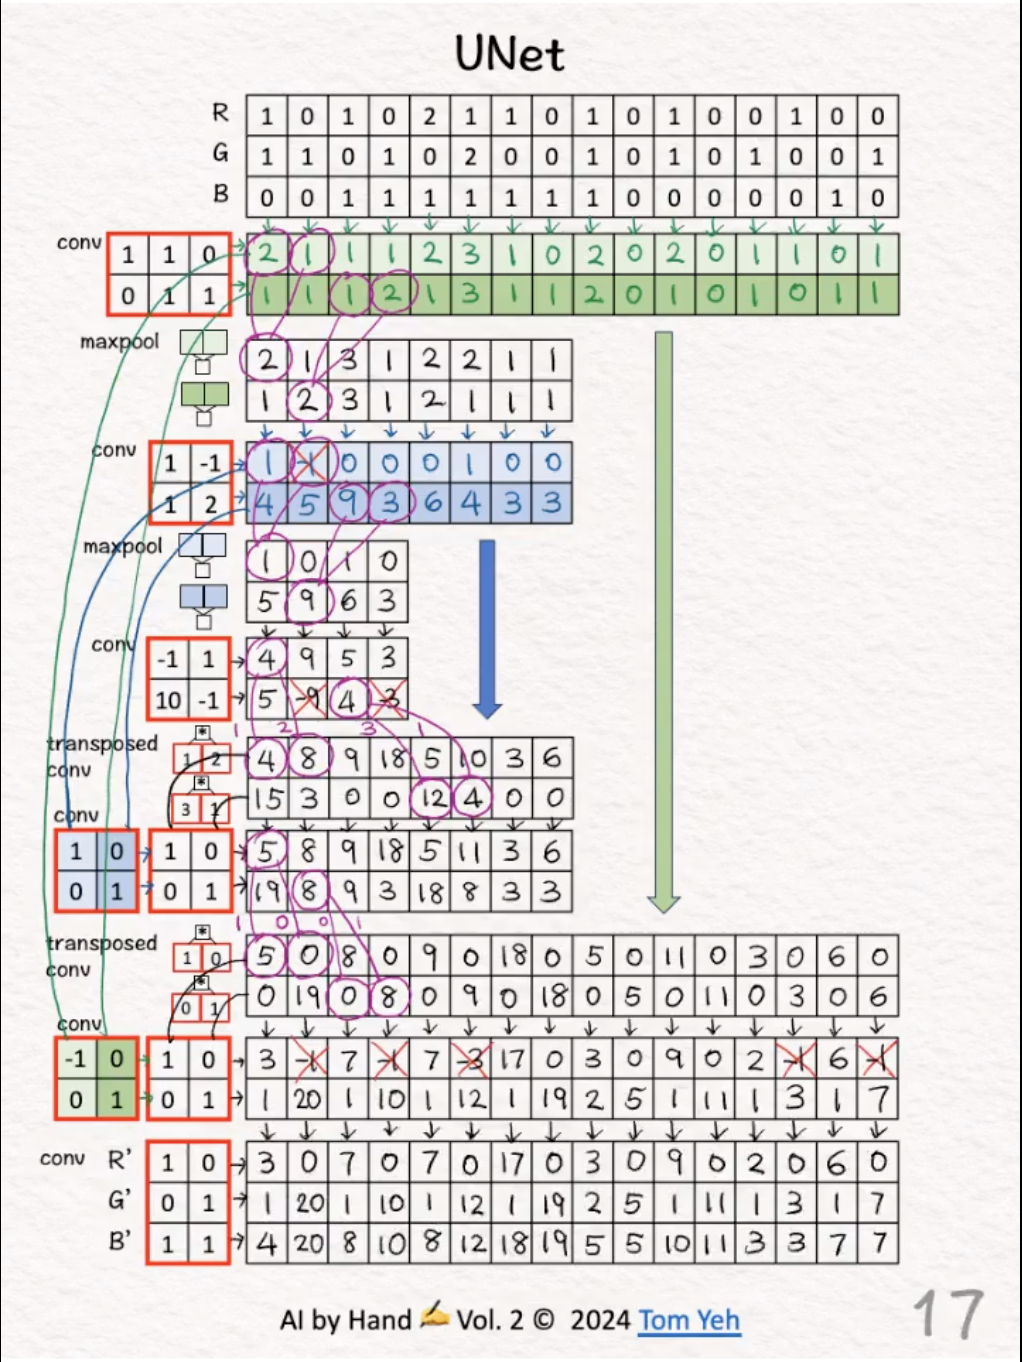 UNet
R 1 0 1 0 2 1 1 0 1 0 1 0 0 1 0 0
G 1 1 0 1 0 2 0 0 1 0 1 0 1 0 0 1
B 0 0 1 1 1 1 1 1 1 0 0 0 0 0 1 0
conv 1 1 0 2 1 1 1 2 3 1 0 2 0 2 0 1 1 0 1
0 1 1 1 1 1 2 1 3 1 1 2 0 1 0 1 0 1 1
maxpool 2 1 3 1 2 2 1 1
1 2 3 1 2 1 1 1
conv 1 -1 1 -1 0 0 0 1 0 0
1 2 4 5 9 3 6 4 3 3
maxpool 1 0 1 0
5 9 6 3
conv -1 1 4 9 5 3
10 -1 5 -9 4 -3
1 2 3 1
transposed conv * 1 2 4 8 9 18 5 10 3 6
* 3 1 15 3 0 0 12 4 0 0
conv
1 0 1 0 5 8 9 18 5 11 3 6
0 1 0 1 19 8 9 3 18 8 3 3
1 0 0 1
transposed conv * 1 0 5 0 8 0 9 0 18 0 5 0 11 0 3 0 6 0
* 0 1 0 19 0 8 0 9 0 18 0 5 0 11 0 3 0 6
conv
-1 0 1 0 3 -1 7 -1 7 -3 17 0 3 0 9 0 2 -1 6 -1
0 1 0 1 1 20 1 10 1 12 1 19 2 5 1 11 1 3 1 7
conv R' 1 0 3 0 7 0 7 0 17 0 3 0 9 0 2 0 6 0
G' 0 1 1 20 1 10 1 12 1 19 2 5 1 11 1 3 1 7
B' 1 1 4 20 8 10 8 12 18 19 5 5 10 11 3 3 7 7
AI by Hand ✍️ Vol. 2 © 2024 Tom Yeh
17